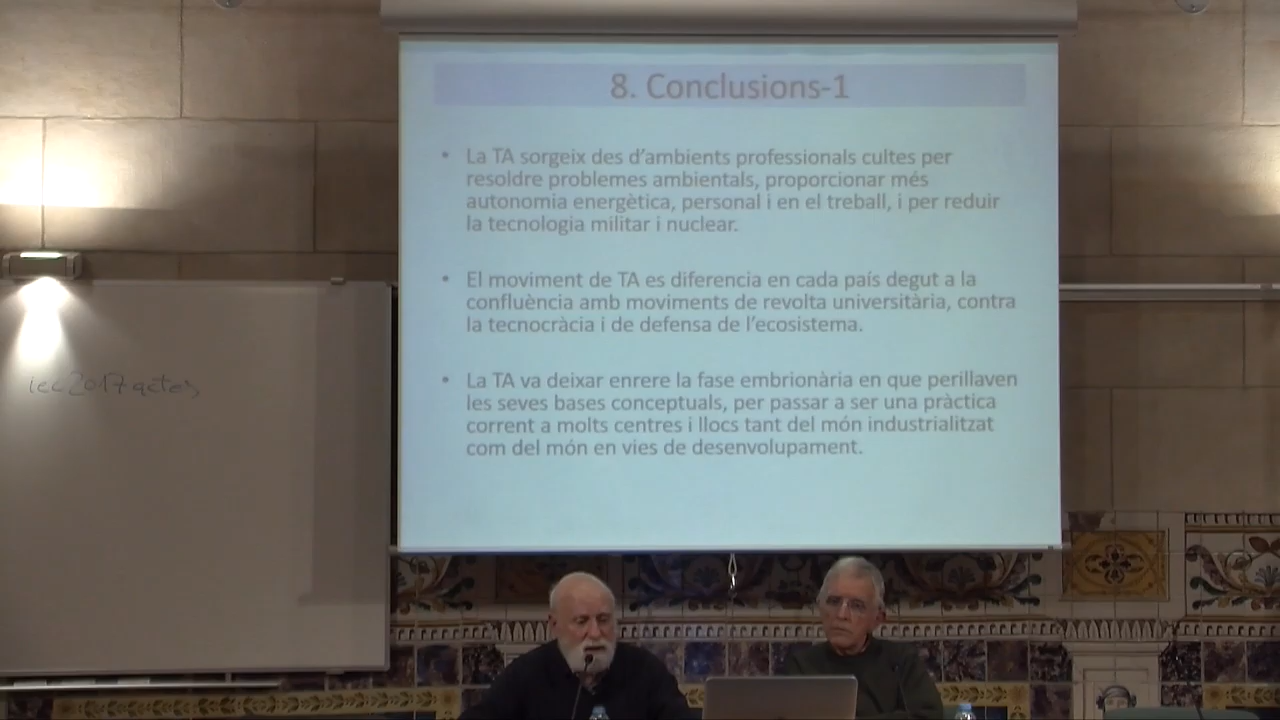 8. Conclusions-1
• La TA sorgeix des d'ambients professionals cultes per
resoldre problemes ambientals, proporcionar més
autonomia energètica, personal i en el treball, i per reduir
la tecnologia militar i nuclear.
• El moviment de TA es diferencia en cada país degut a la
confluència amb moviments de revolta universitària, contra
la tecnocràcia i de defensa de l'ecosistema.
• La TA va deixar enrere la fase embrionària en que perillaven
les seves bases conceptuals, per passar a ser una pràctica
corrent a molts centres i llocs tant del món industrialitzat
com del món en vies de desenvolupament.
iec2017actes